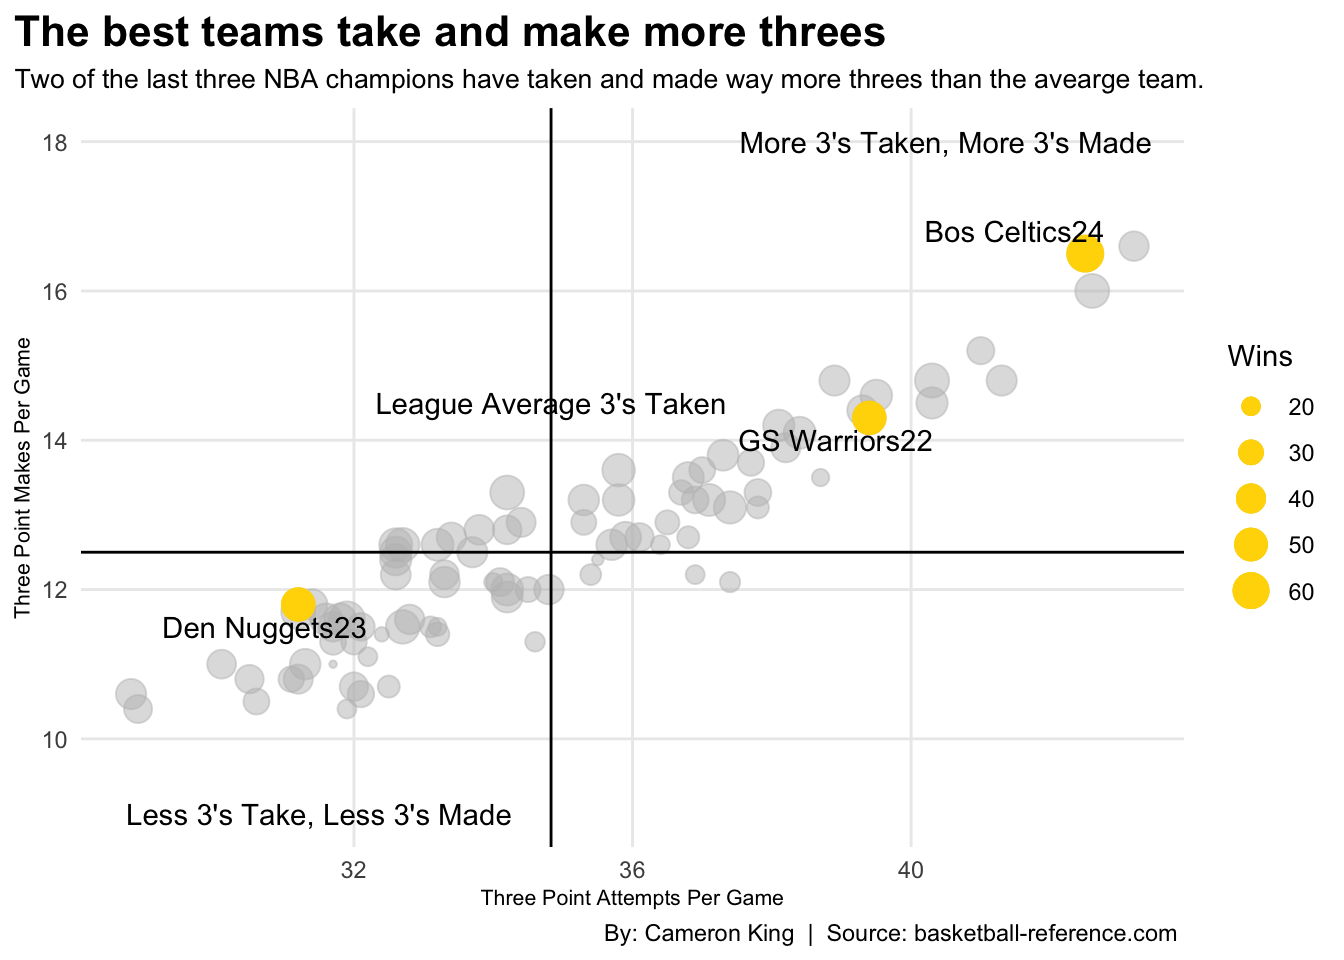 The best teams take and make more threes
Two of the last three NBA champions have taken and made way more threes than the avearge team.
18
16
14
12
10
Three Point Makes Per Game
More 3's Taken, More 3's Made
Bos Celtics24
League Average 3's Taken
GS Warriors22
Den Nuggets23
Less 3's Take, Less 3's Made
32
36
40
Three Point Attempts Per Game
Wins
20
30
40
50
60
By: Cameron King | Source: basketball-reference.com